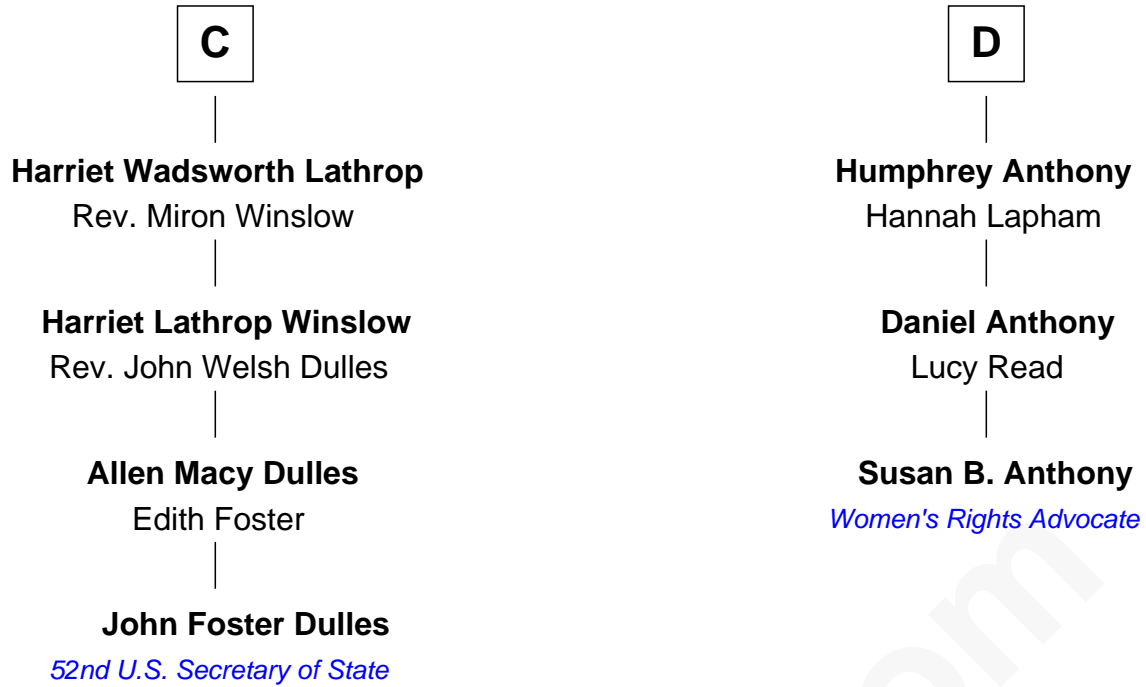 C
Harriet Wadsworth Lathrop
Rev. Miron Winslow
Harriet Lathrop Winslow
Rev. John Welsh Dulles
Allen Macy Dulles
Edith Foster
John Foster Dulles
52nd U.S. Secretary of State
D
Humphrey Anthony
Hannah Lapham
Daniel Anthony
Lucy Read
Susan B. Anthony
Women's Rights Advocate
om